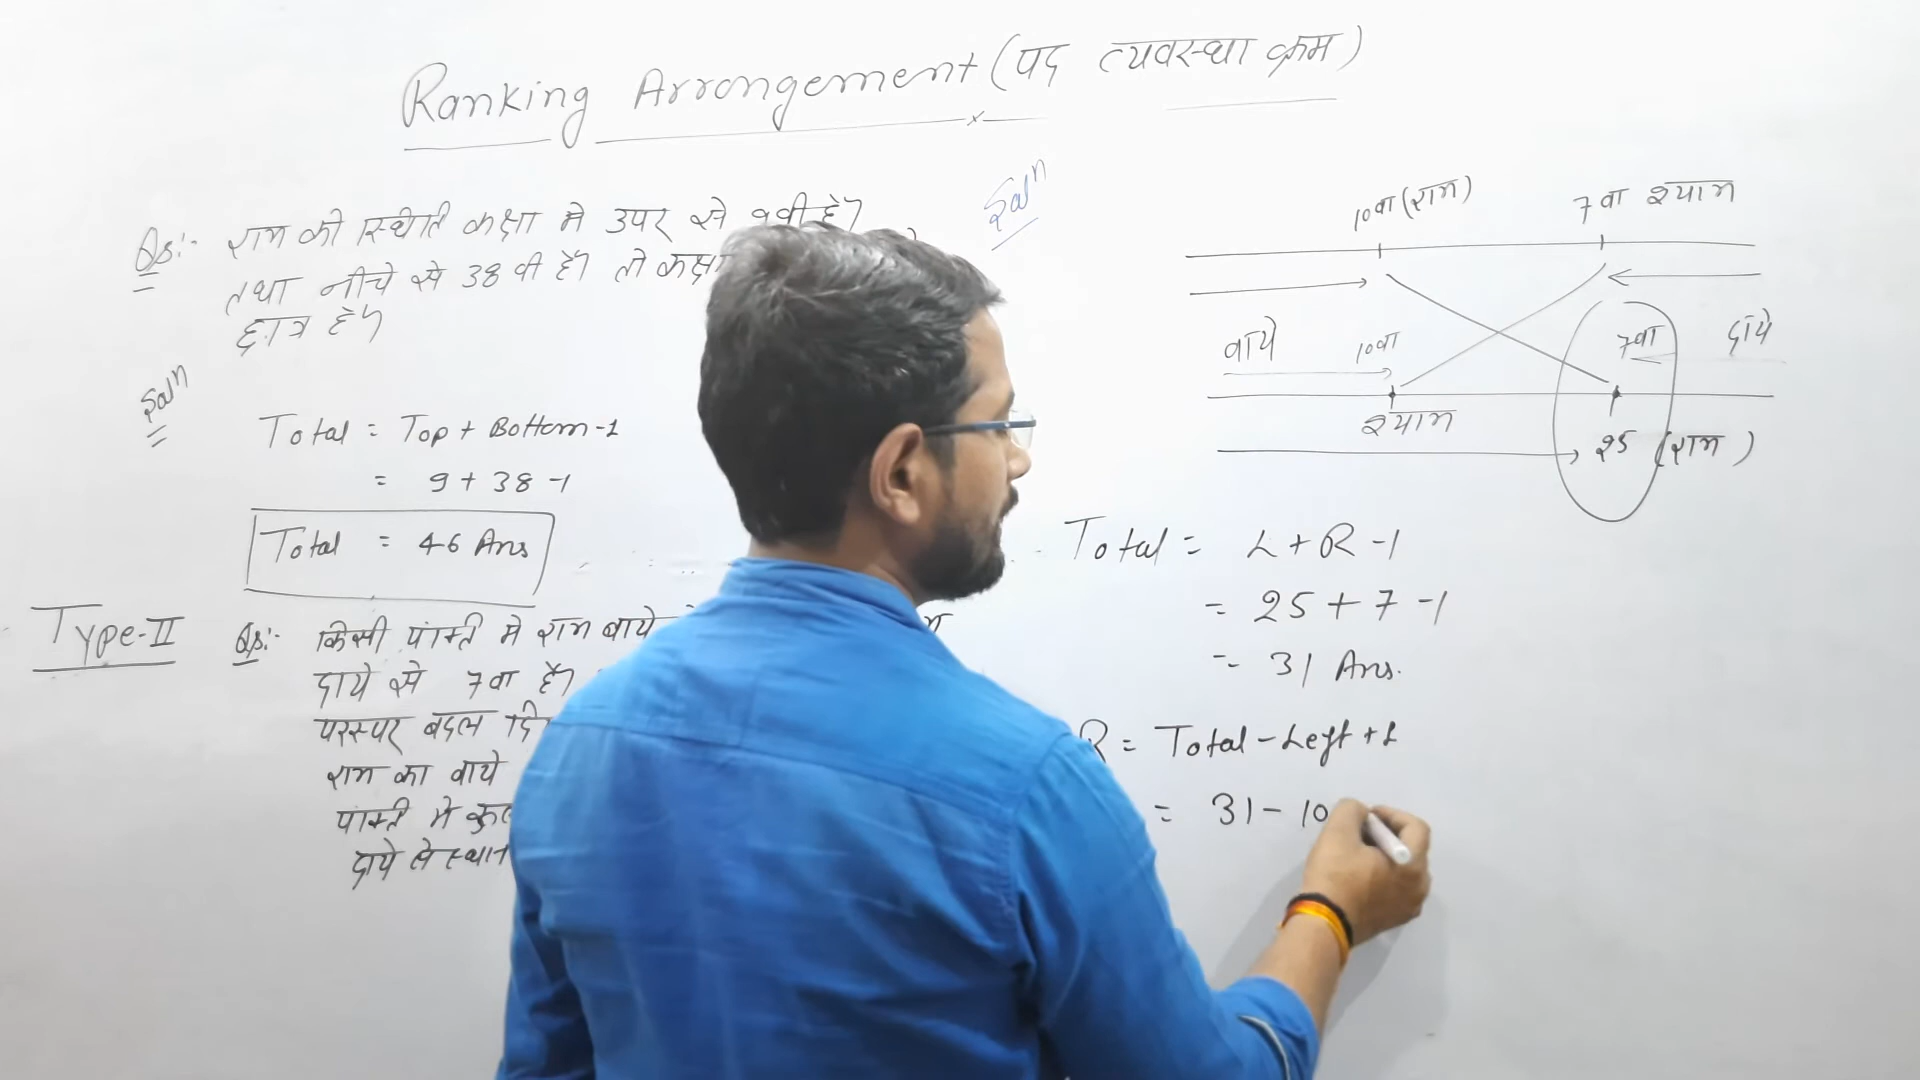 Ranking Arrangement (पद व्यवस्था क्रम)
Qs:- राम की स्थिति कक्षा मे उपर से 9वी है
तथा नीचे से 38 वी है तो कक्षा
छात्र है
Solⁿ
Total = Top + Bottom - 1
= 9 + 38 - 1
Total = 46 Ans
Type-II Qs:- किसी पंक्ती मे राम बाये
दाये से 7वा है
परस्पर बदल
राम का बाये
पंक्ती मे
दाये से स्थान
Solⁿ
10वा (राम) 7वा श्याम
बाये 10वा 7वा दाये
श्याम 25 (राम)
Total = L + R - 1
= 25 + 7 - 1
= 31 Ans.
R = Total - Left + 1
= 31 - 10